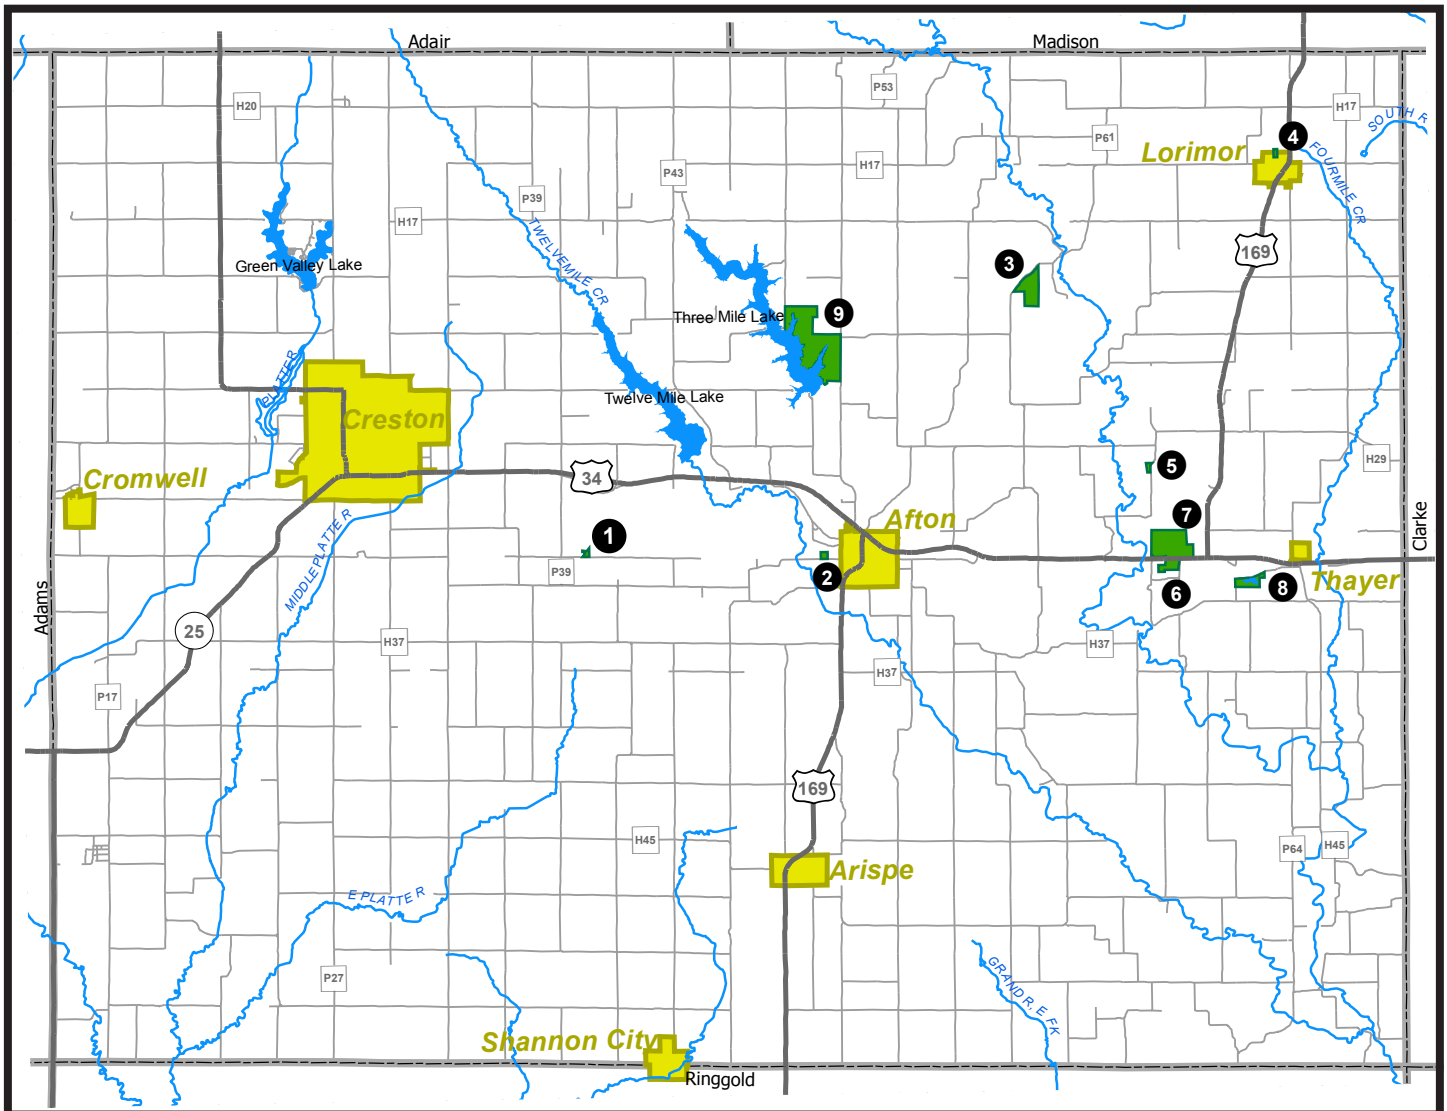 Adair
Madison
P53
H20
H17
SOUTH R
P61
4
Lorimor
FOURMILE CR
H17
P43
P39
H17
TWELVEMILE CR
169
Green Valley Lake
3
Three Mile Lake
9
PLATTE R
Twelve Mile Lake
Creston
H29
5
Cromwell
34
7
Afton
Clarke
MIDDLE PLATTE R
1
P39
2
Thayer
8
6
Adams
25
H37
H37
H37
P17
169
H45
P64
H45
Arispe
E PLATTE R
P27
GRAND R, E FK
Shannon City
Ringgold